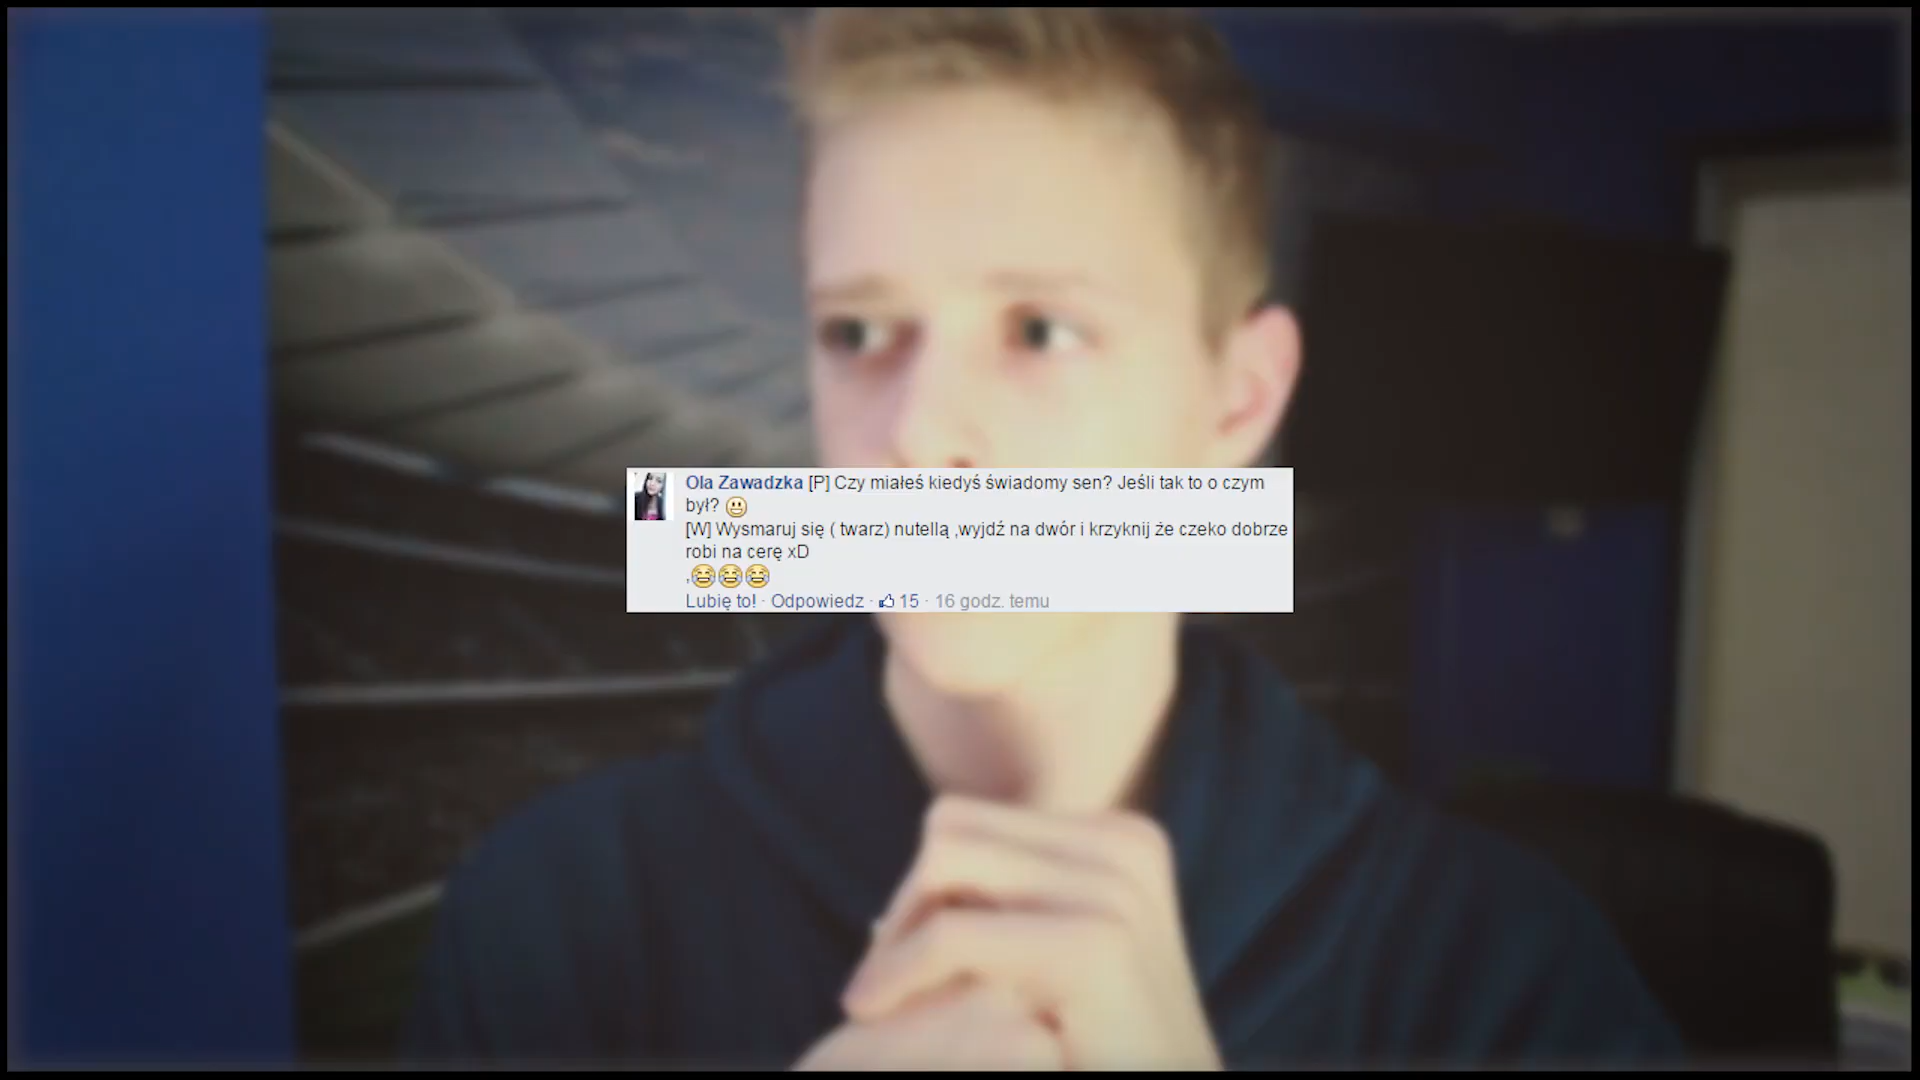 Ola Zawadzka [P] Czy miałeś kiedyś świadomy sen? Jeśli tak to o czym
był? 😃
[W] Wysmaruj się ( twarz) nutellą ,wyjdź na dwór i krzyknij że czeko dobrze
robi na cerę xD
,😂😂😂
Lubię to! · Odpowiedz · 👍 15 · 16 godz. temu